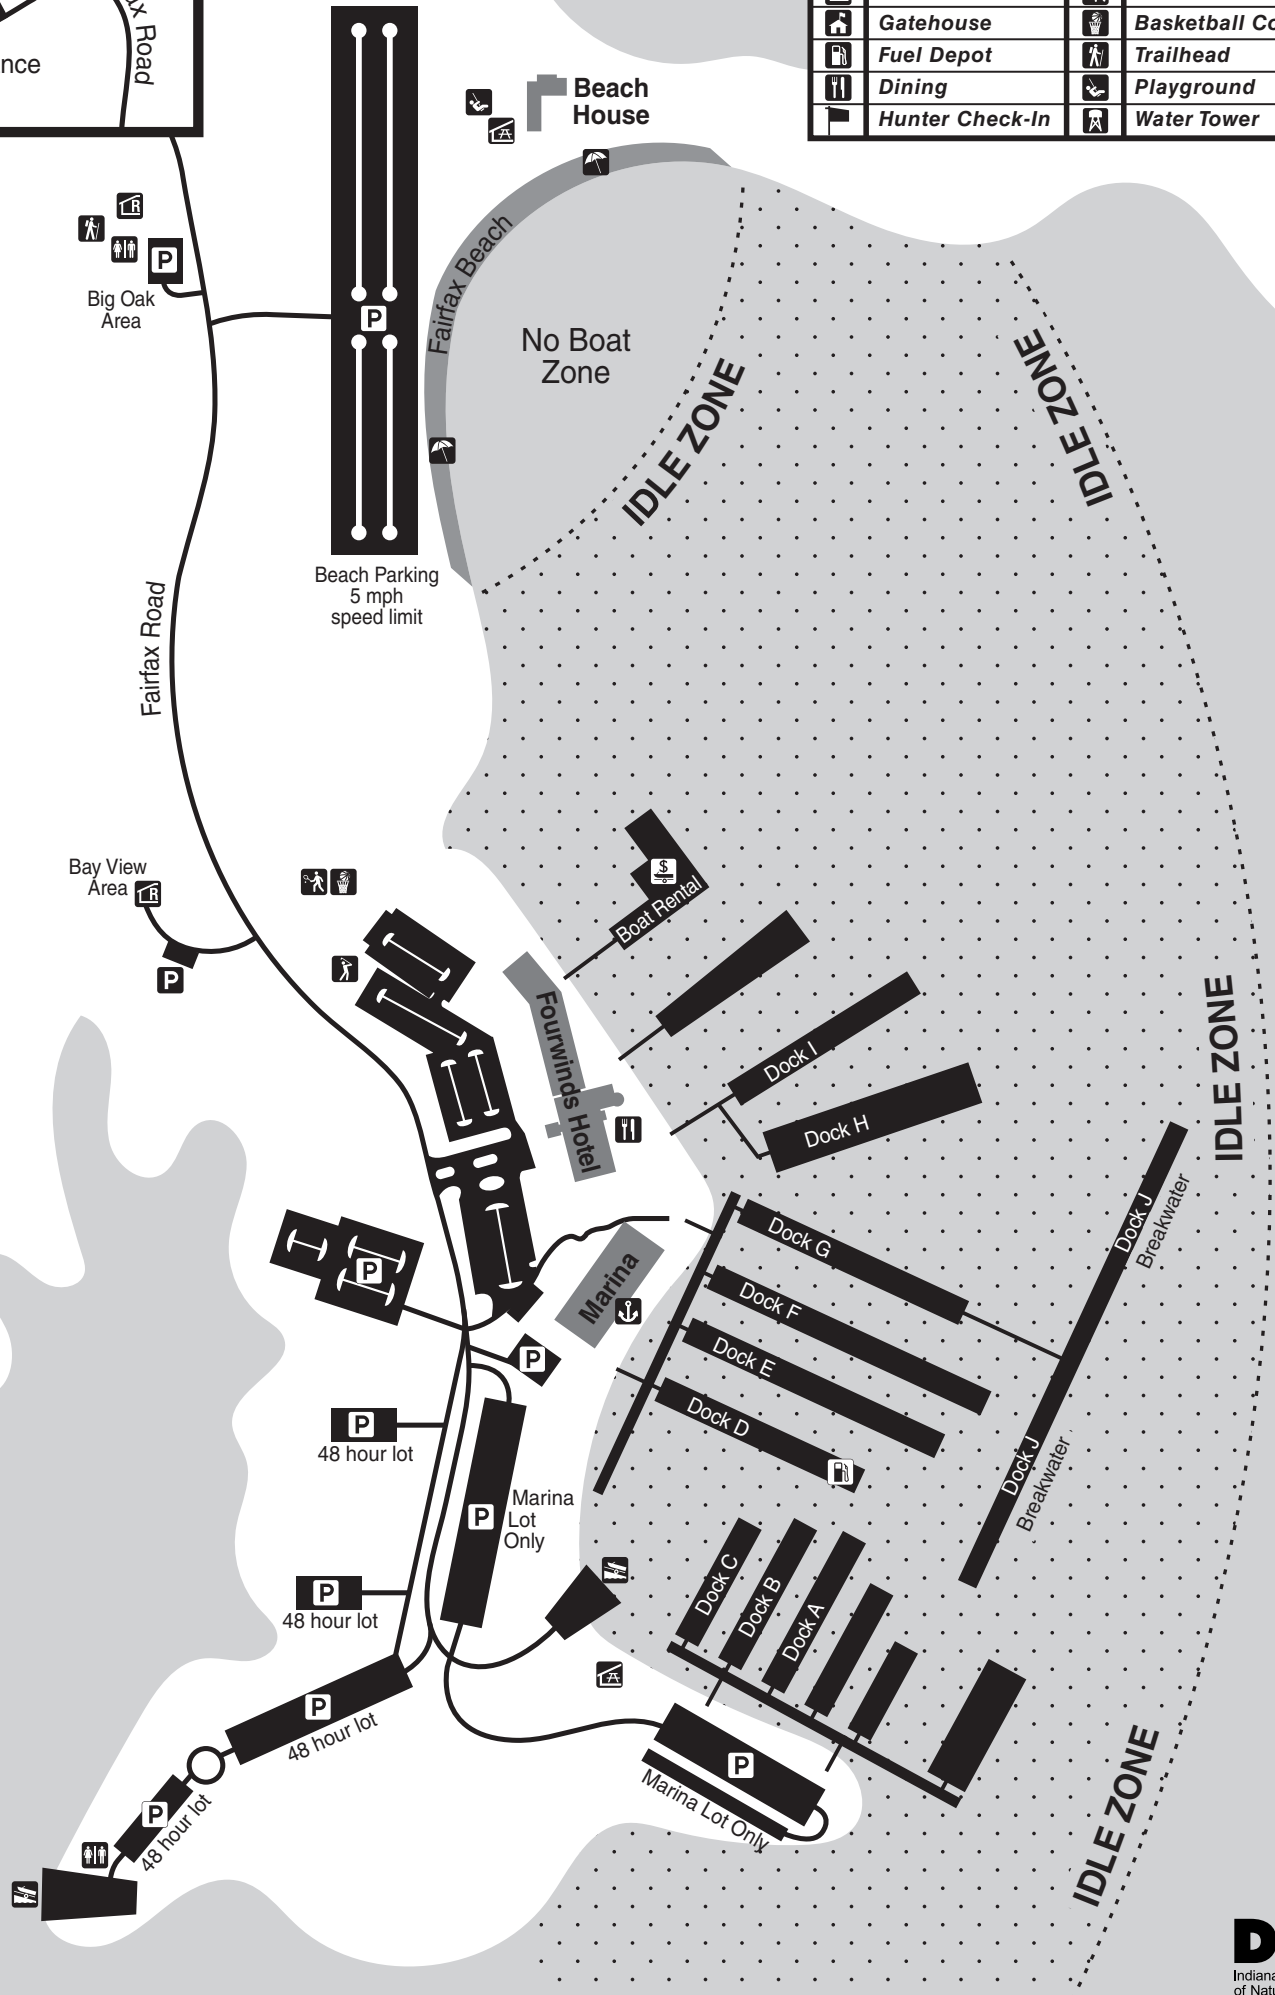 ax Road
nce
Gatehouse
Basketball Co
Fuel Depot
Trailhead
Dining
Playground
Hunter Check-In
Water Tower
Beach
House
R
P
Big Oak
Area
Fairfax Beach
P
No Boat
Zone
IDLE ZONE
IDLE ZONE
Beach Parking
5 mph
speed limit
Fairfax Road
Bay View
Area
R
P
$
Boat Rental
Fourwinds Hotel
Dock I
Dock H
IDLE ZONE
Dock J
Breakwater
Dock G
P
Marina
Dock F
P
Dock E
Dock D
P
48 hour lot
Dock J
Breakwater
P
Marina
Lot
Only
Dock C
Dock B
Dock A
P
48 hour lot
P
48 hour lot
P
Marina Lot Only
P
48 hour lot
IDLE ZONE
D
Indiana
of Natu